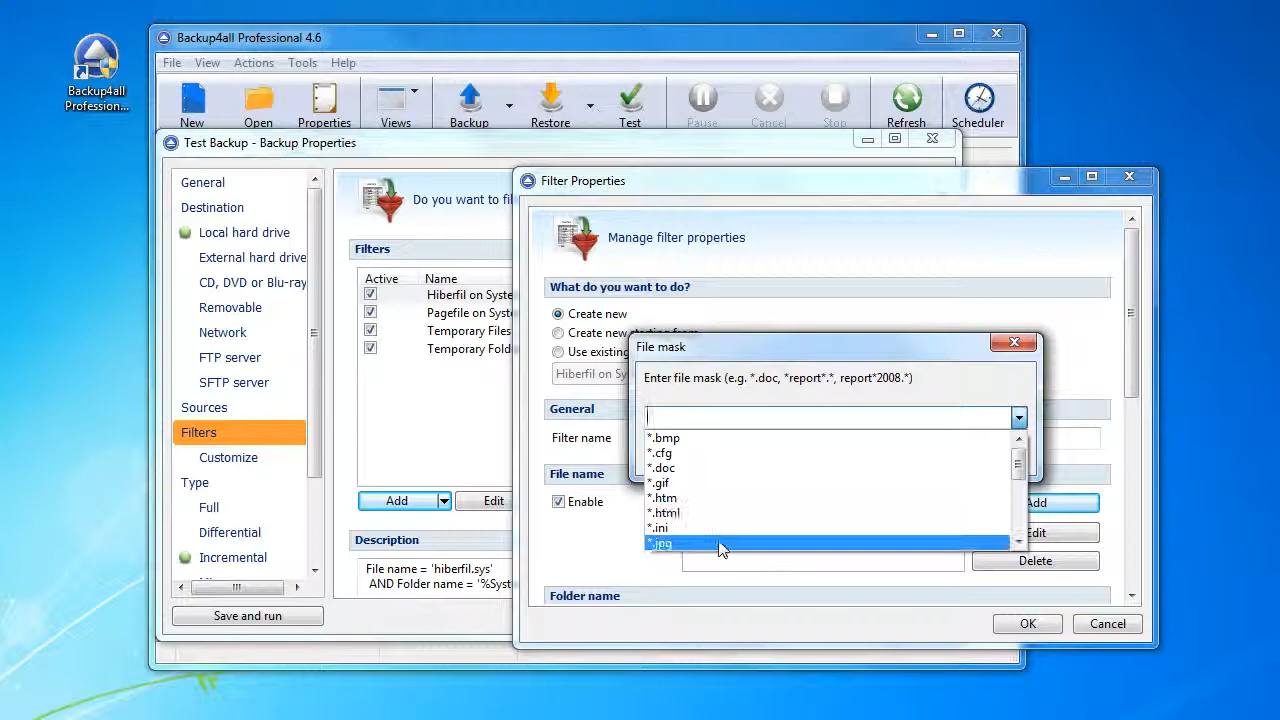 Backup4all Professional 4.6
Backup4all
Profession...
File View Actions Tools Help
New Open Properties Views Backup Restore Test Pause Cancel Stop Refresh Scheduler
Test Backup - Backup Properties
General
Destination
Local hard drive
External hard drive
CD, DVD or Blu-ray
Removable
Network
FTP server
SFTP server
Sources
Filters
Customize
Type
Full
Differential
Incremental
Save and run
Do you want to fil
Filters
Active Name
Hiberfil on Syste
Pagefile on Syst
Temporary Files
Temporary Fold
Add Edit
Description
File name = 'hiberfil.sys'
AND Folder name = '%Syst
Filter Properties
Manage filter properties
What do you want to do?
Create new
Create new starting from
Use existing
Hiberfil on Sy
General
Filter name
File name
Enable
Add
Edit
Delete
Folder name
OK Cancel
File mask
Enter file mask (e.g. *.doc, *report*.*, report*2008.*)
*.bmp
*.cfg
*.doc
*.gif
*.htm
*.html
*.ini
*.jpg